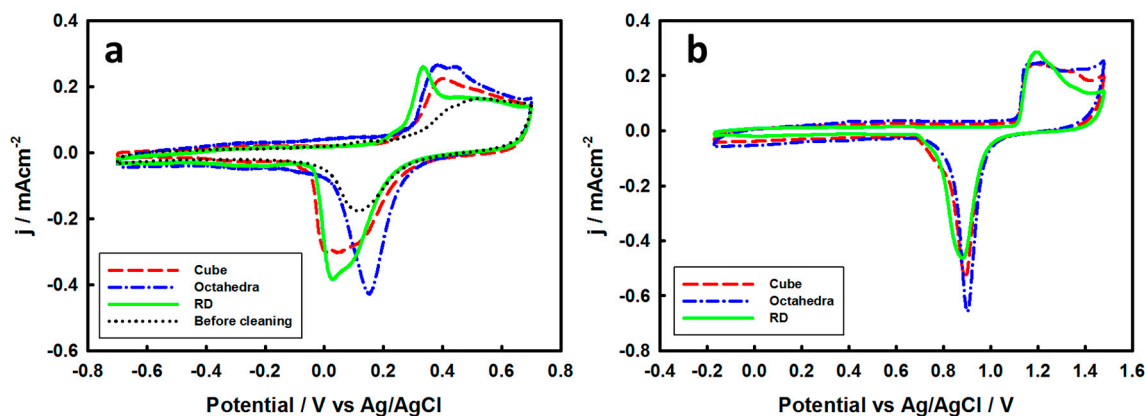 a
0.4
0.2
0.0
-0.2
-0.4
-0.6
j / mAcm-2
Cube
Octahedra
RD
Before cleaning
-0.8 -0.6 -0.4 -0.2 0.0 0.2 0.4 0.6 0.8
Potential / V vs Ag/AgCl
b
0.4
0.2
0.0
-0.2
-0.4
-0.6
-0.8
j / mAcm-2
Cube
Octahedra
RD
-0.4 -0.2 0.0 0.2 0.4 0.6 0.8 1.0 1.2 1.4 1.6
Potential vs Ag/AgCl / V